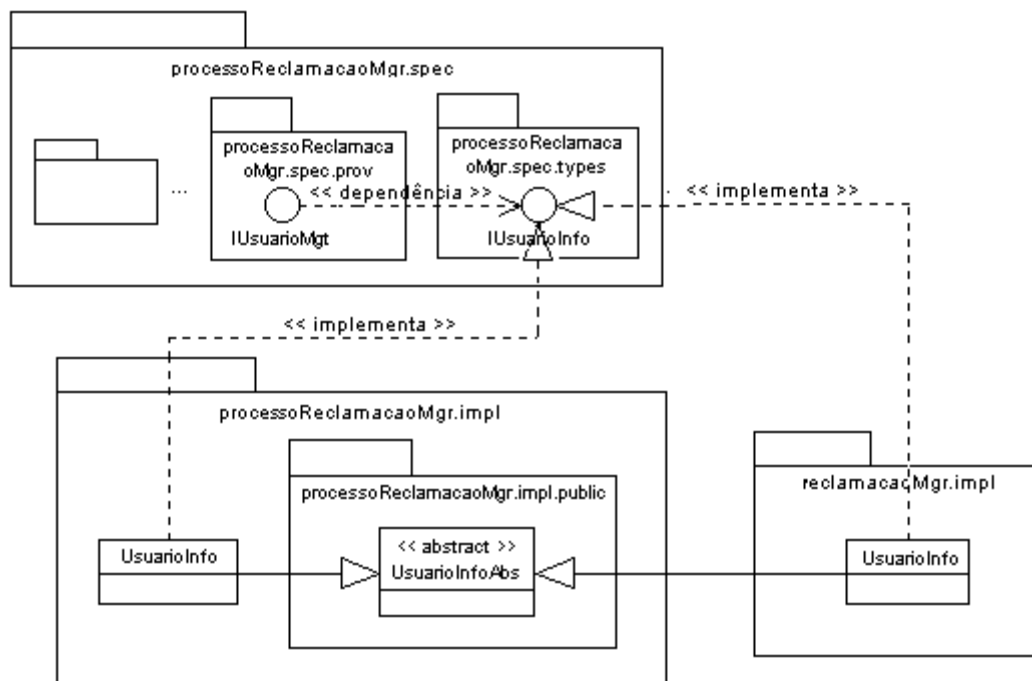 processoReclamacaoMgr.spec
processoReclamaca
oMgr.spec.prov
processoReclamaca
oMgr.spec.types
...
<< dependência >>
<< implementa >>
IUsuarioMgt
IUsuarioInfo
<< implementa >>
processoReclamacaoMgr.impl
processoReclamacaoMgr.impl.public
reclamacaoMgr.impl
UsuarioInfo
<< abstract >>
UsuarioInfoAbs
UsuarioInfo